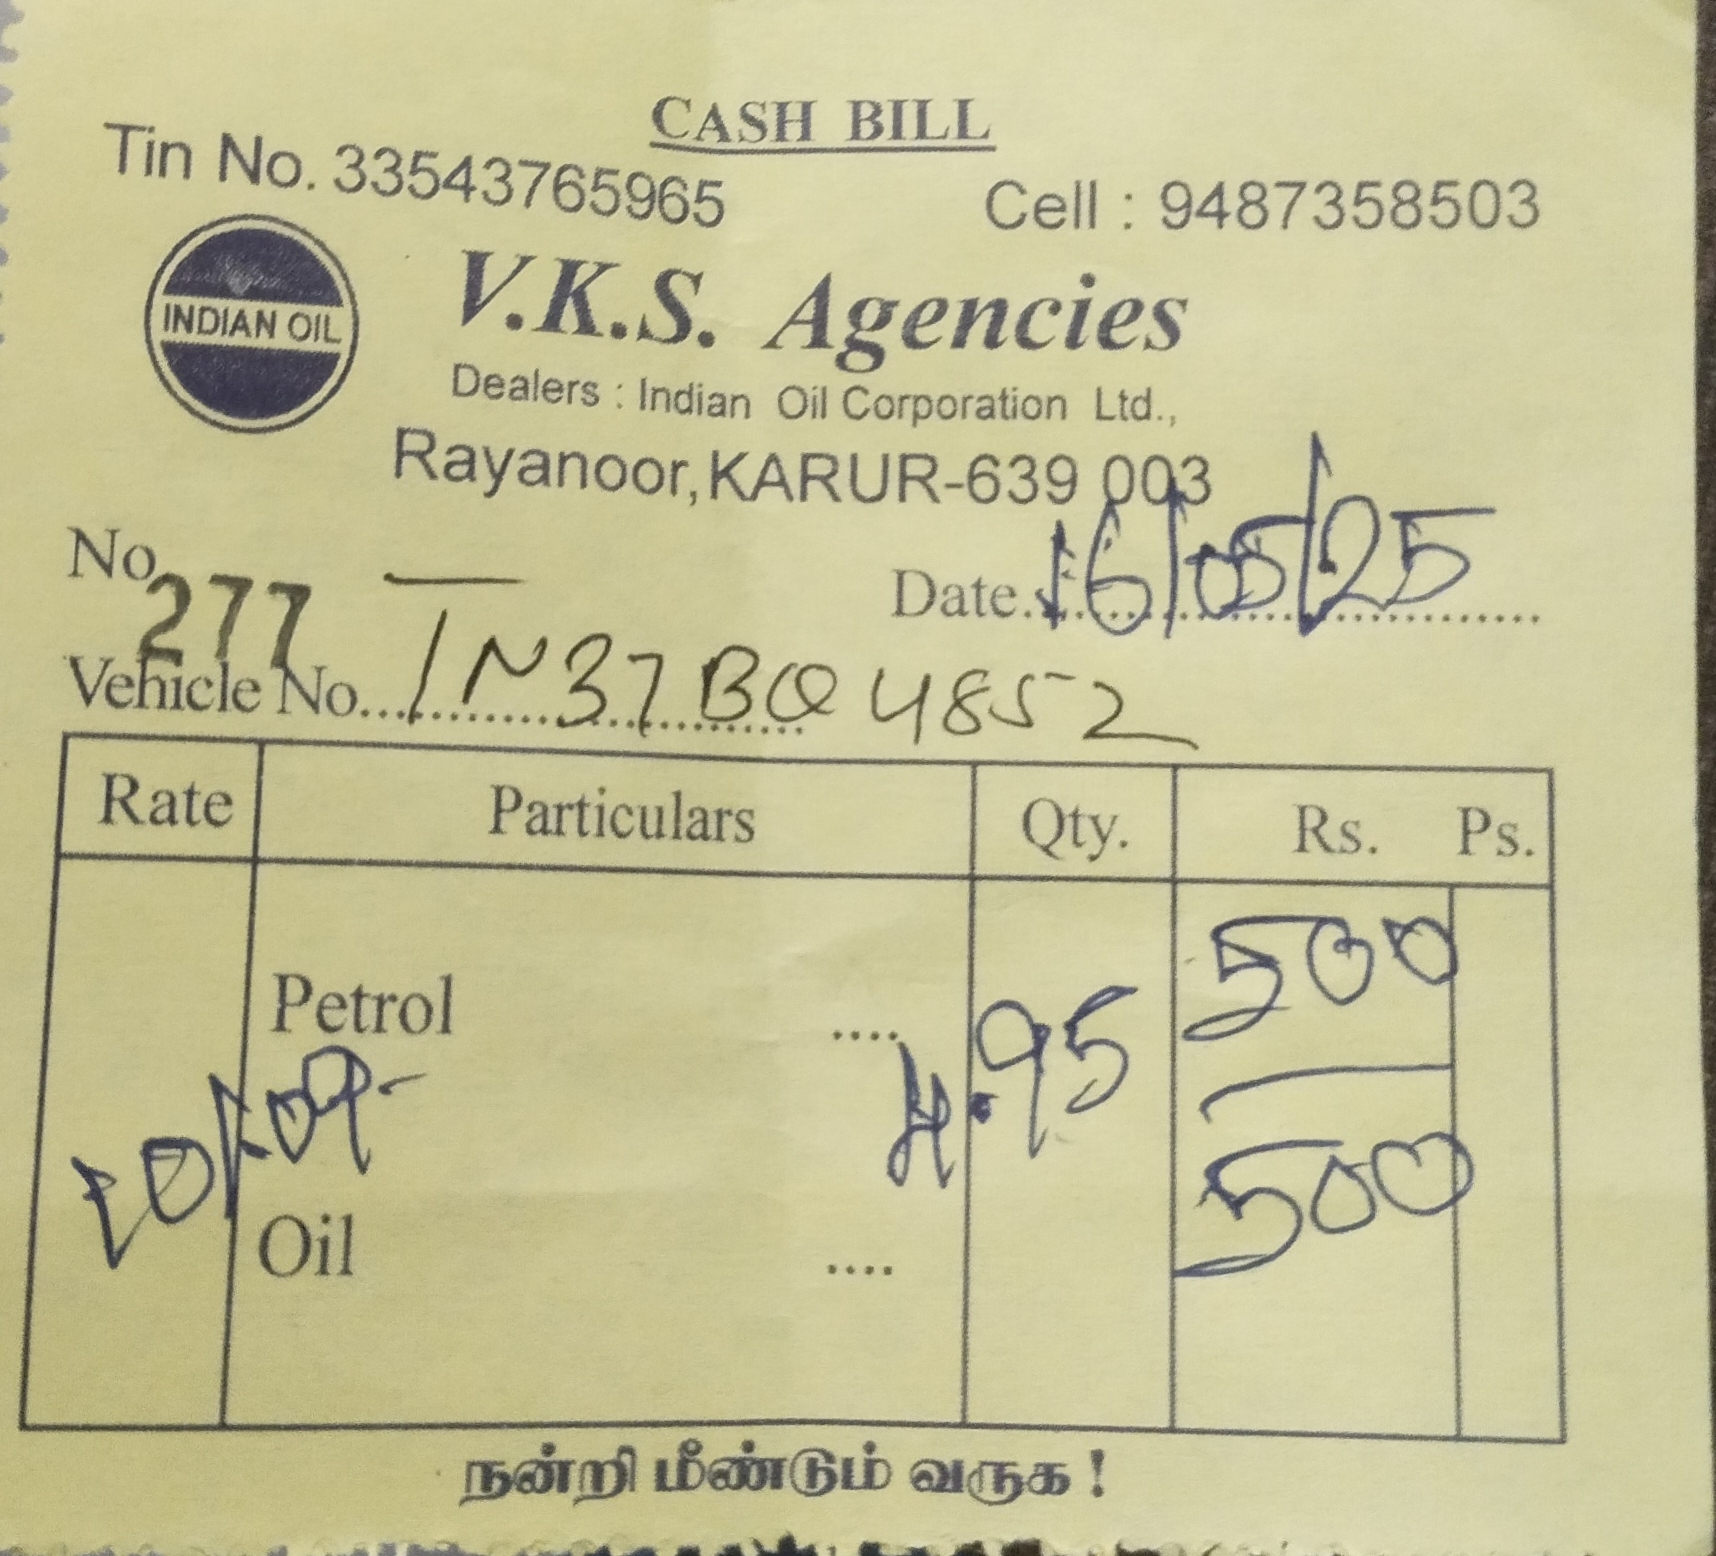 CASH BILL
Tin No. 33543765965 Cell : 9487358503
INDIAN OIL
V.K.S. Agencies
Dealers : Indian Oil Corporation Ltd.,
Rayanoor, KARUR-639 003
No. 277 Date 16/05/25
Vehicle No. TN37BQ 4852
Rate Particulars Qty. Rs. Ps.
500
Petrol .... 4.95
500
Oil ....
நன்றி மீண்டும் வருக !